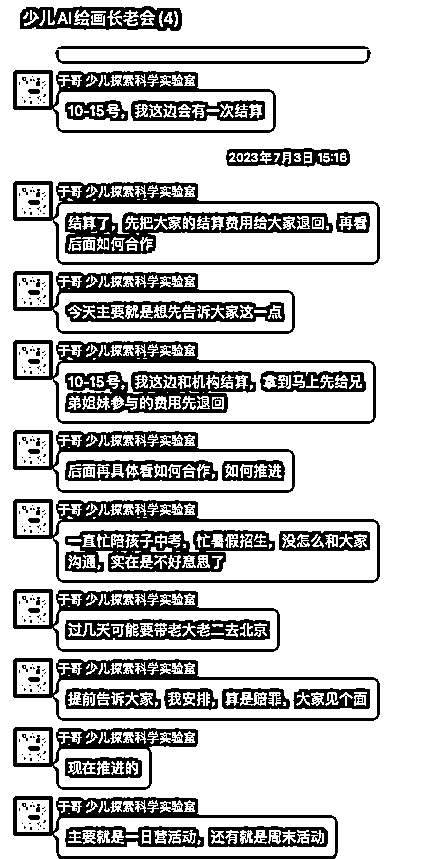 少儿AI绘画长老会 (4)
于哥 少儿探索科学实验室
10-15号，我这边会有一次结算
2023年7月3日 15:16
于哥 少儿探索科学实验室
结算了，先把大家的结算费用给大家退回，再看
后面如何合作
于哥 少儿探索科学实验室
今天主要就是想先告诉大家这一点
于哥 少儿探索科学实验室
10-15号，我这边和机构结算，拿到马上先给兄
弟姐妹参与的费用先退回
于哥 少儿探索科学实验室
后面再具体看如何合作，如何推进
于哥 少儿探索科学实验室
一直忙陪孩子中考，忙暑假招生，没怎么和大家
沟通，实在是不好意思了
于哥 少儿探索科学实验室
过几天可能要带老大老二去北京
于哥 少儿探索科学实验室
提前告诉大家，我安排，算是赔罪，大家见个面
于哥 少儿探索科学实验室
现在推进的
于哥 少儿探索科学实验室
主要就是一日营活动，还有就是周末活动